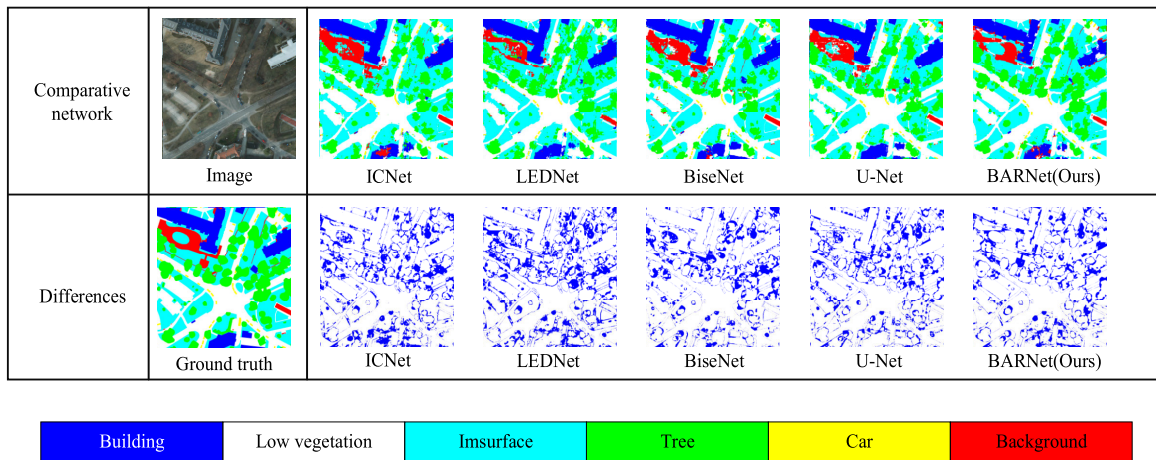 Comparative
network
Image
ICNet
LEDNet
BiseNet
U-Net
BARNet(Ours)
Differences
Ground truth
ICNet
LEDNet
BiseNet
U-Net
BARNet(Ours)
Building
Low vegetation
Imsurface
Tree
Car
Background